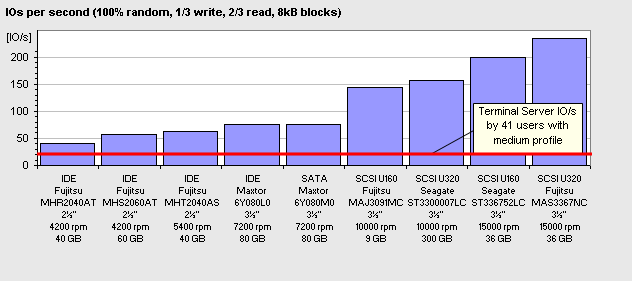 IOs per second (100% random, 1/3 write, 2/3 read, 8kB blocks)
[IO/s]
200
150
100
50
0
Terminal Server IO/s
by 41 users with
medium profile
IDE
Fujitsu
MHR2040AT
2½"
4200 rpm
40 GB
IDE
Fujitsu
MHS2060AT
2½"
4200 rpm
60 GB
IDE
Fujitsu
MHT2040AS
2½"
5400 rpm
40 GB
IDE
Maxtor
6Y080L0
3½"
7200 rpm
80 GB
SATA
Maxtor
6Y080M0
3½"
7200 rpm
80 GB
SCSI U160
Fujitsu
MAJ3091MC
3½"
10000 rpm
9 GB
SCSI U320
Seagate
ST3300007LC
3½"
10000 rpm
300 GB
SCSI U160
Seagate
ST336752LC
3½"
15000 rpm
36 GB
SCSI U320
Fujitsu
MAS3367NC
3½"
15000 rpm
36 GB